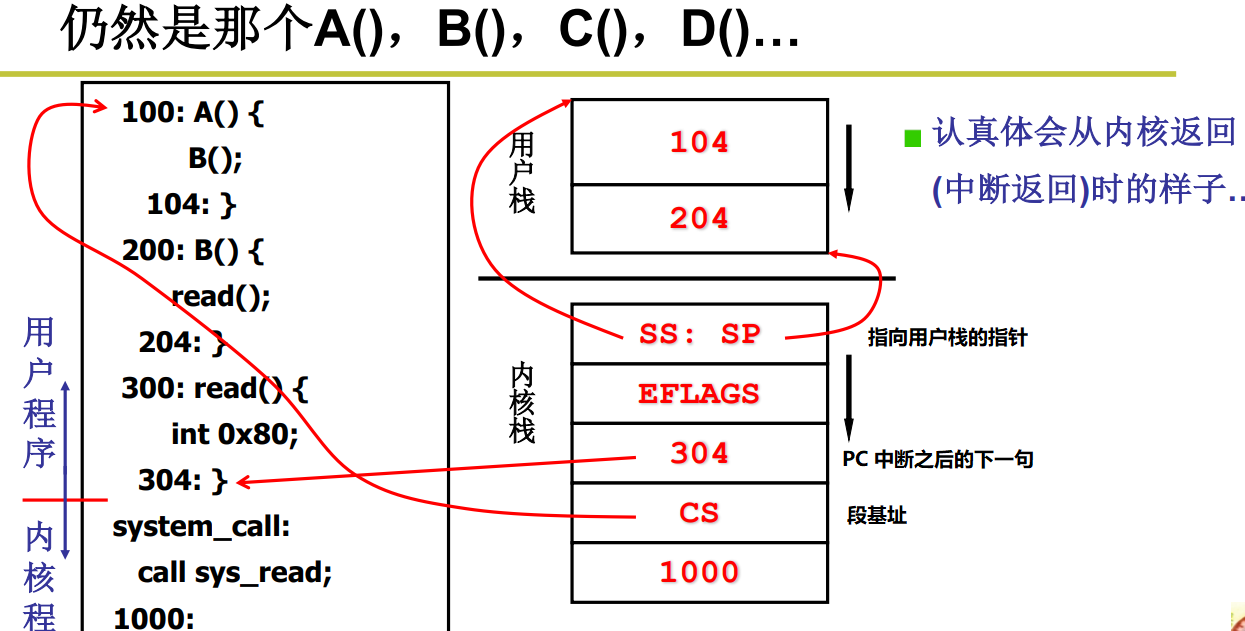 仍然是那个A()，B()，C()，D()…
100: A() {
B();
104: }
200: B() {
read();
204: }
300: read() {
int 0x80;
304: }
system_call:
call sys_read;
1000:
用户程序
内核程
用户栈
104
204
内核栈
SS: SP
EFLAGS
304
CS
1000
指向用户栈的指针
PC 中断之后的下一句
段基址
认真体会从内核返回
(中断返回)时的样子…